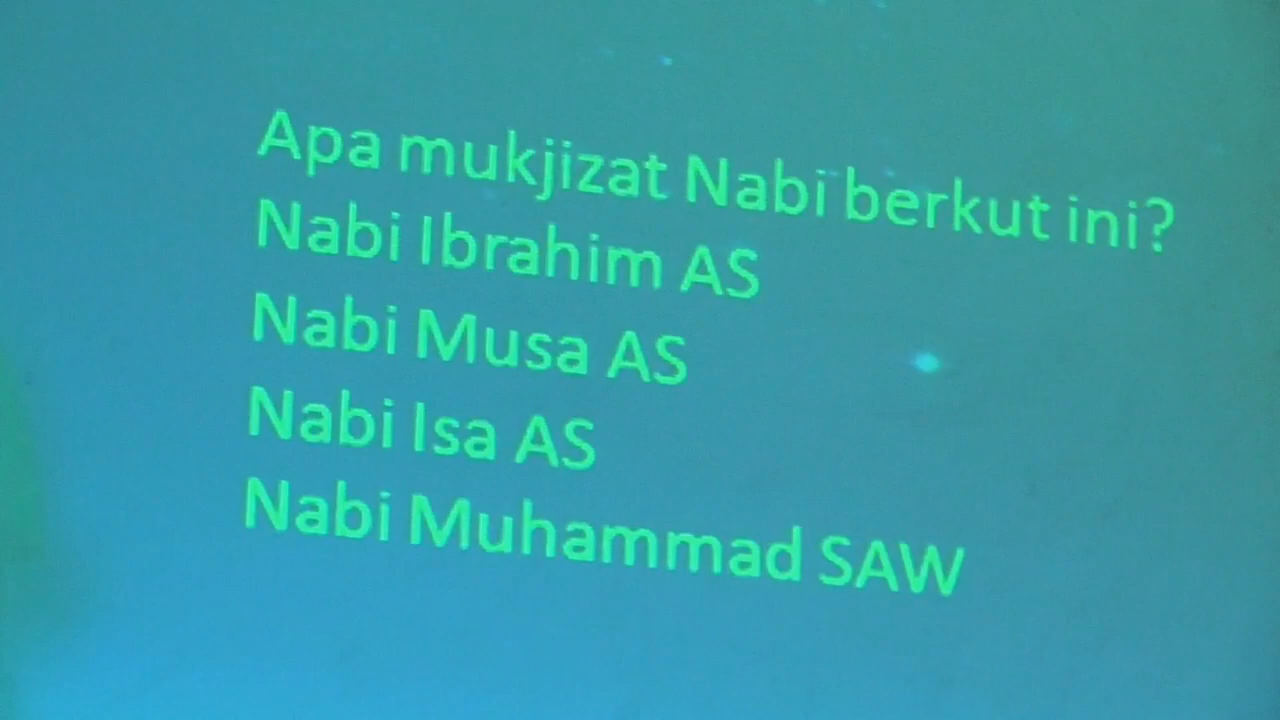 Apa mukjizat Nabi berkut ini?
Nabi Ibrahim AS
Nabi Musa AS
Nabi Isa AS
Nabi Muhammad SAW